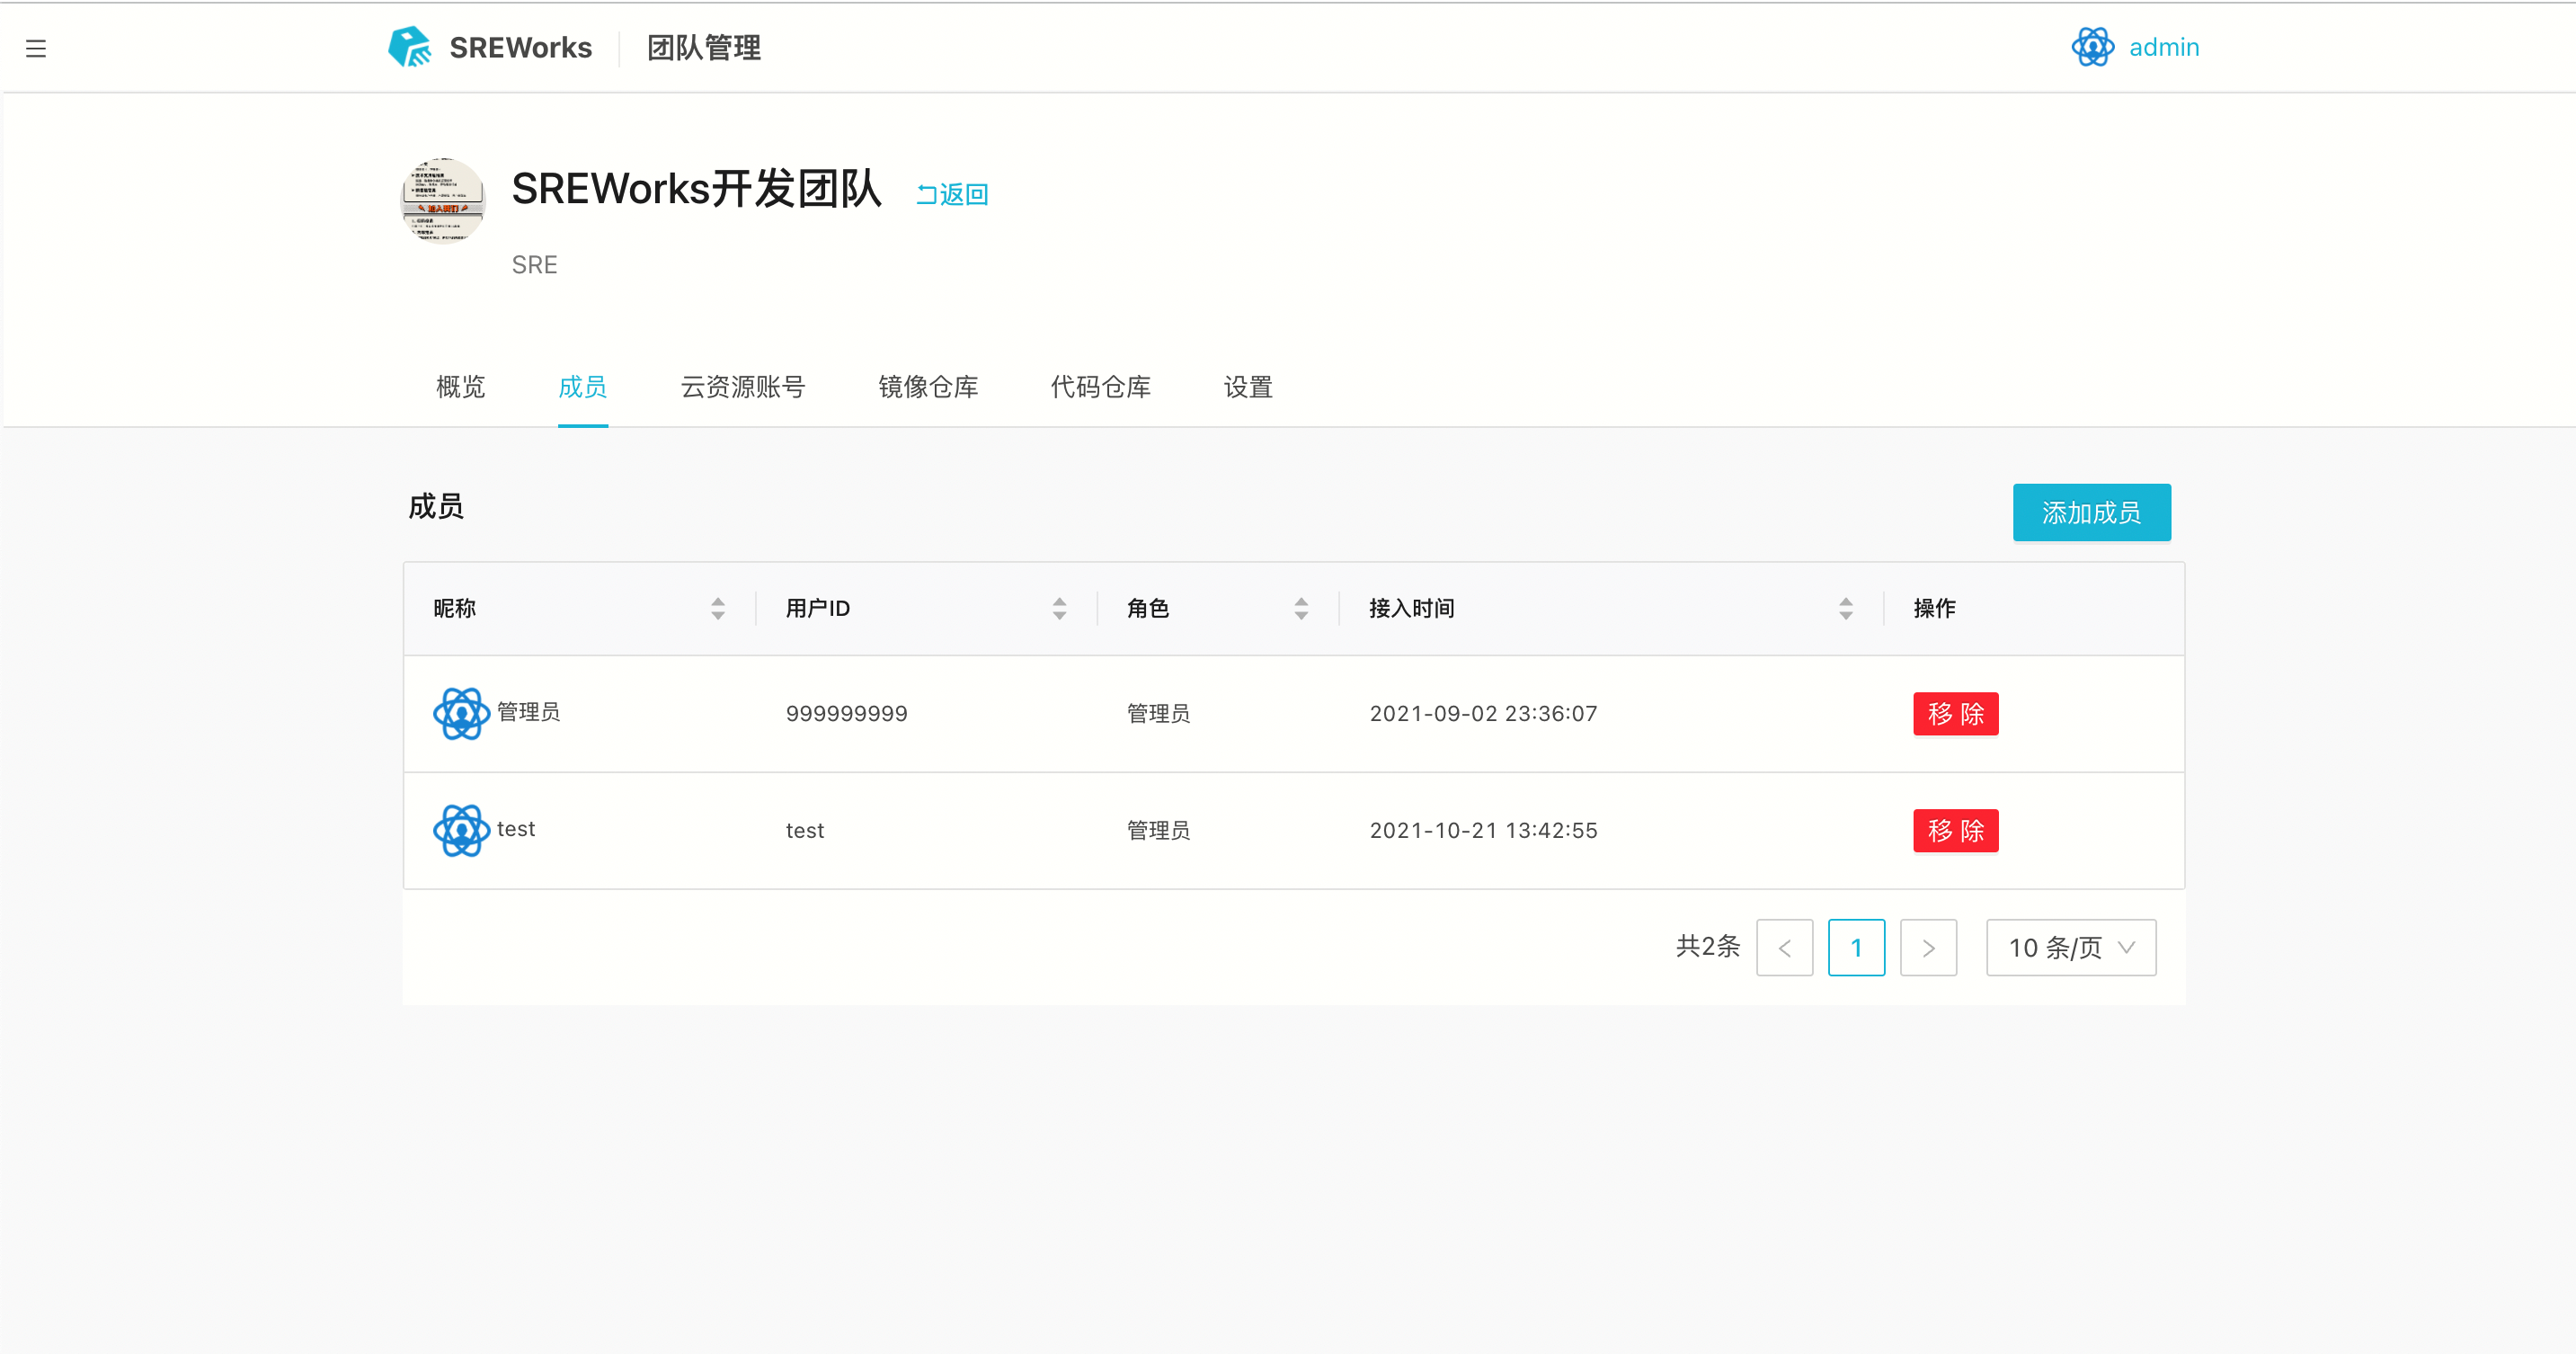 SREWorks 团队管理 admin
SREWorks开发团队 返回
SRE
概览 成员 云资源账号 镜像仓库 代码仓库 设置
成员 添加成员
昵称 用户ID 角色 接入时间 操作
管理员 999999999 管理员 2021-09-02 23:36:07 移 除
test test 管理员 2021-10-21 13:42:55 移 除
共2条 < 1 > 10 条/页